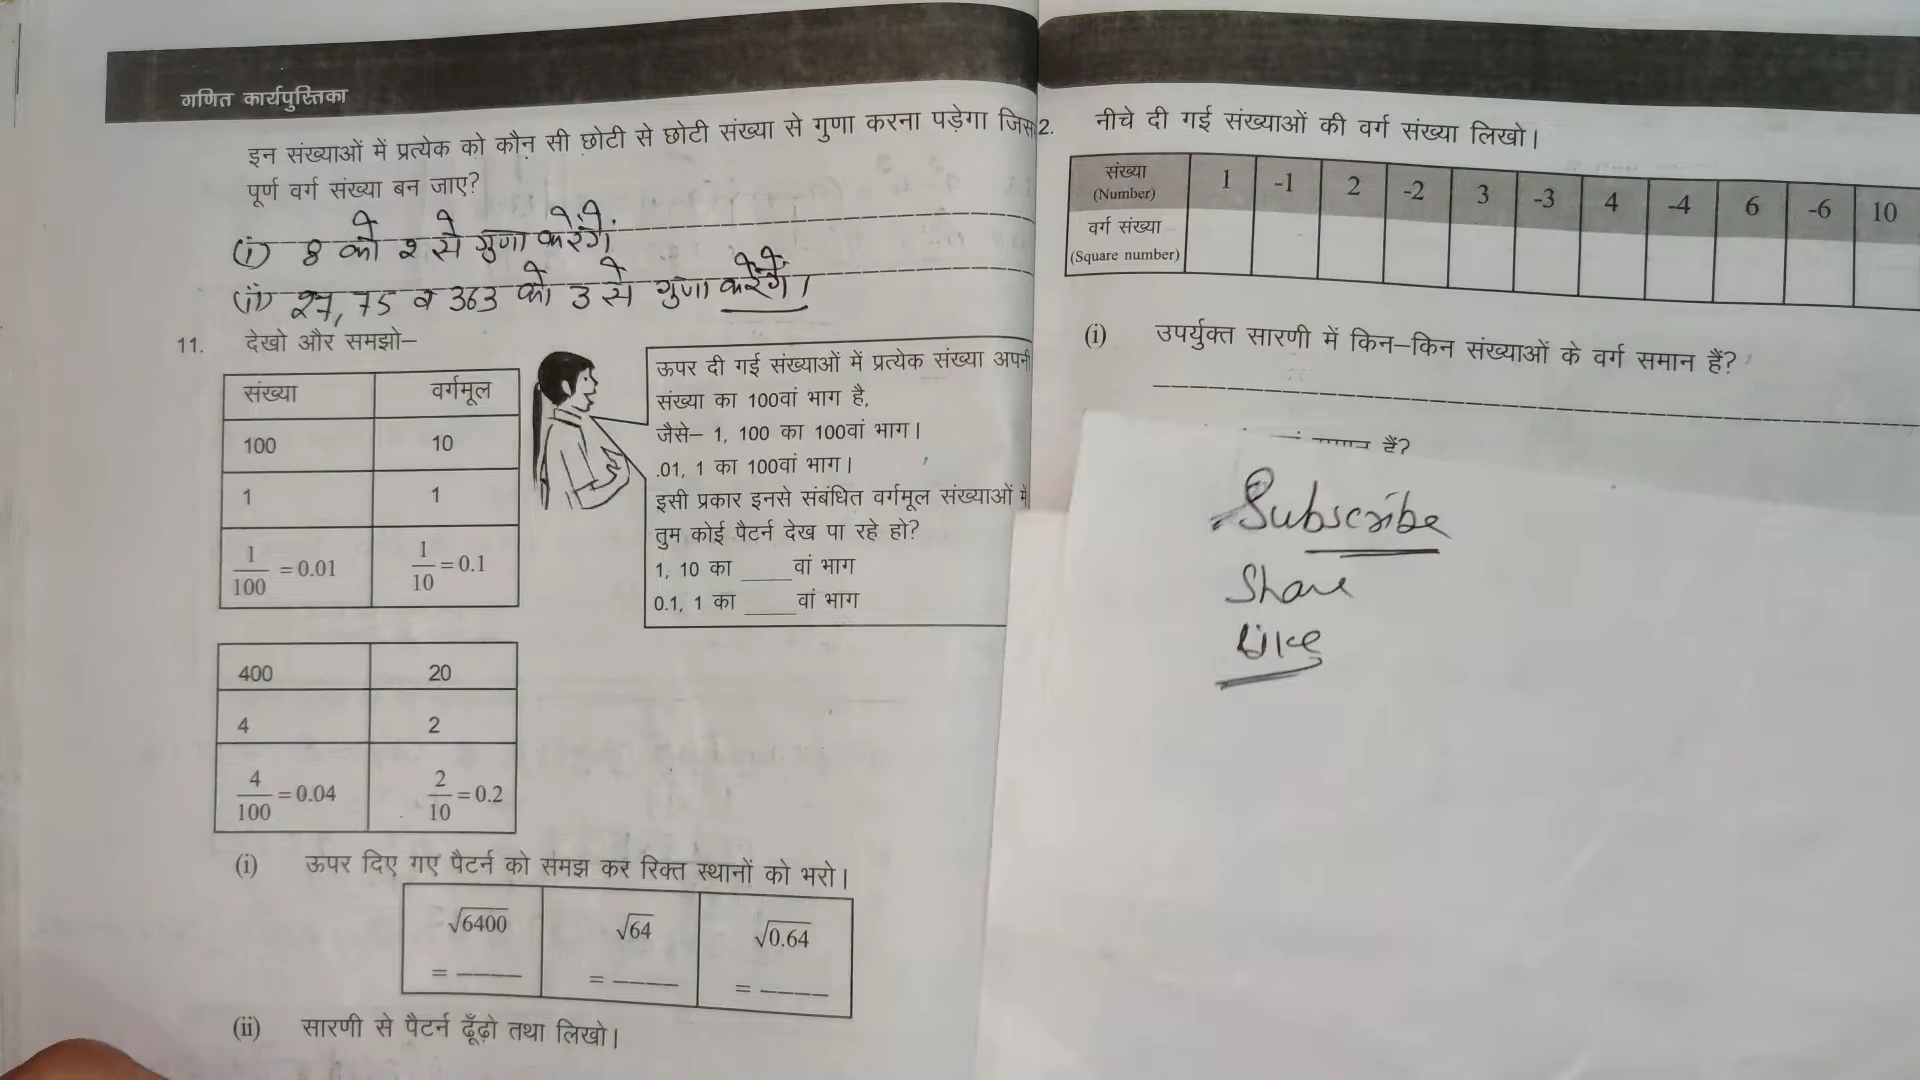 गणित कार्यपुस्तिका
इन संख्याओं में प्रत्येक को कौन सी छोटी से छोटी संख्या से गुणा करना पड़ेगा जिस
पूर्ण वर्ग संख्या बन जाए?
(i) 8 को २ से गुणा करेंगे
(ii) 27, 75 व 363 को 3 से गुणा करेंगे।
11. देखो और समझो–
संख्या वर्गमूल
100 10
1 1
1/100 = 0.01 1/10 = 0.1
ऊपर दी गई संख्याओं में प्रत्येक संख्या अपनी
संख्या का 100वां भाग है,
जैसे– 1, 100 का 100वां भाग।
.01, 1 का 100वां भाग।
इसी प्रकार इनसे संबंधित वर्गमूल संख्याओं में
तुम कोई पैटर्न देख पा रहे हो?
1, 10 का ____ वां भाग
0.1, 1 का ____ वां भाग
400 20
4 2
4/100 = 0.04 2/10 = 0.2
(i) ऊपर दिए गए पैटर्न को समझ कर रिक्त स्थानों को भरो।
√6400 √64 √0.64
= ____ = ____ = ____
(ii) सारणी से पैटर्न ढूँढ़ो तथा लिखो।
2. नीचे दी गई संख्याओं की वर्ग संख्या लिखो।
संख्या (Number) 1 -1 2 -2 3 -3 4 -4 6 -6 10
वर्ग संख्या
(Square number)
(i) उपर्युक्त सारणी में किन–किन संख्याओं के वर्ग समान हैं?
हैं?
Subscribe
Share
Like